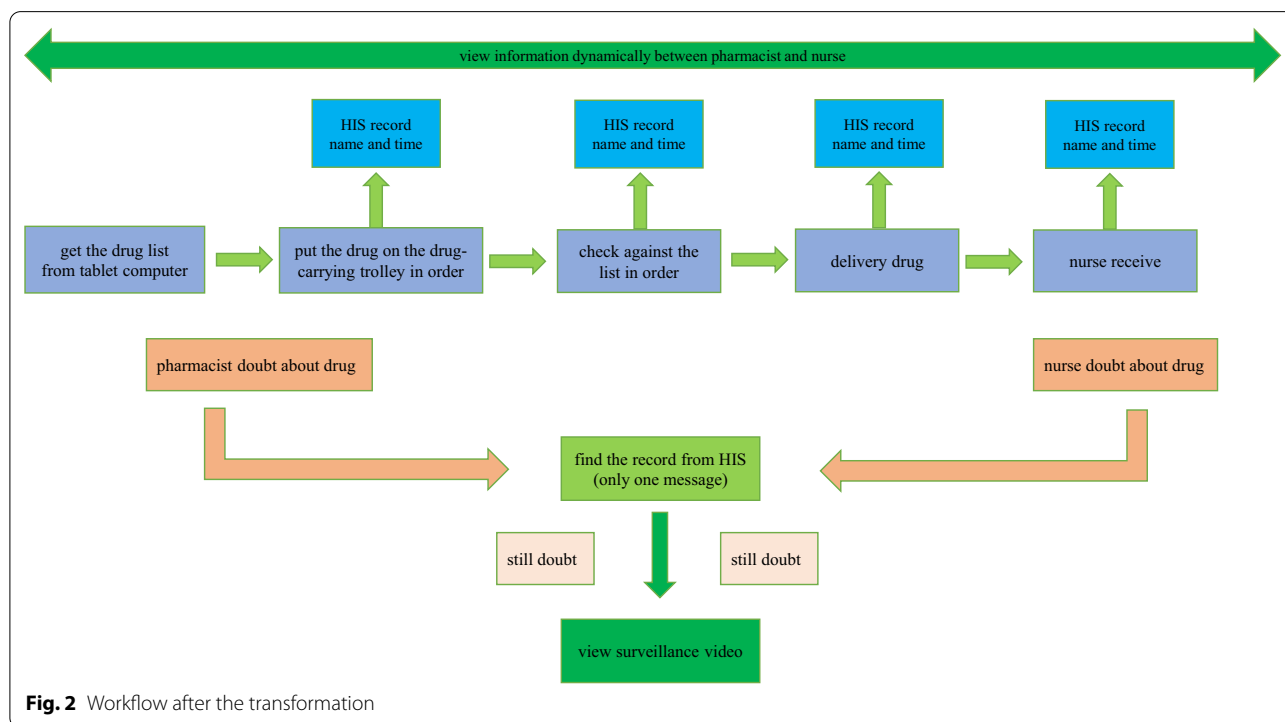 view information dynamically between pharmacist and nurse
HIS record
name and time
HIS record
name and time
HIS record
name and time
HIS record
name and time
get the drug list
from tablet computer
put the drug on the drug-
carrying trolley in order
check against the
list in order
delivery drug
nurse receive
pharmacist doubt about drug
nurse doubt about drug
find the record from HIS
(only one message)
still doubt
still doubt
view surveillance video
Fig. 2 Workflow after the transformation